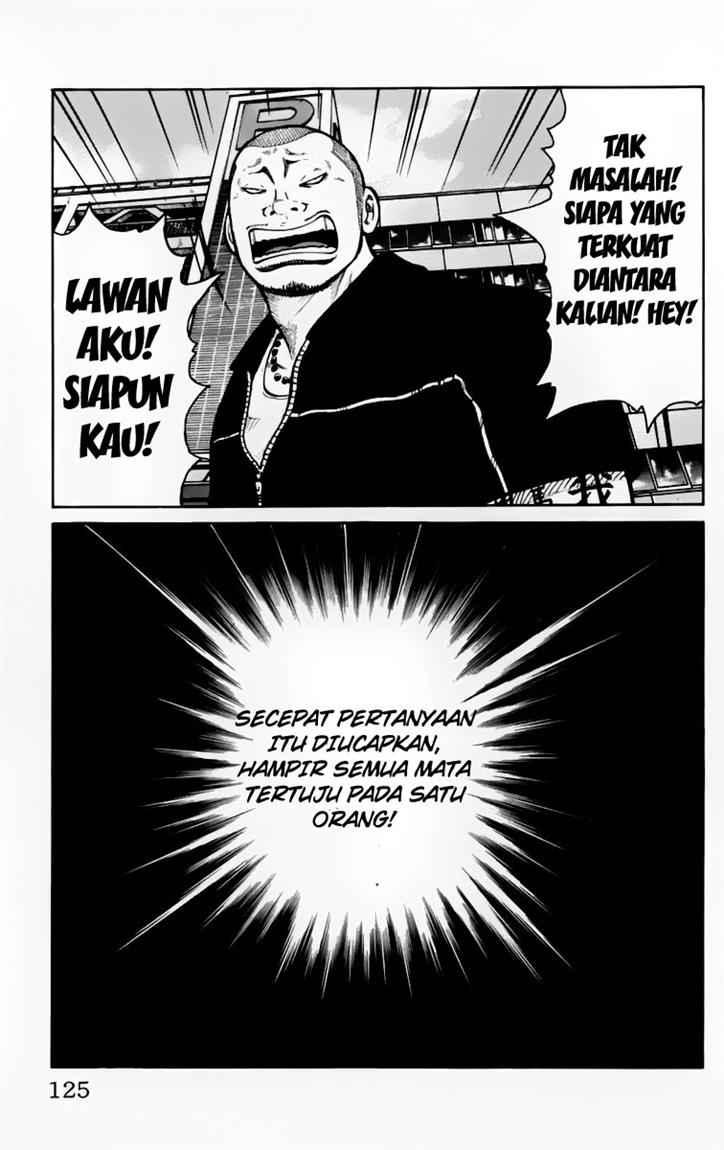 TAK
MASALAH!
SIAPA YANG
TERKUAT
DIANTARA
KALIAN! HEY!
LAWAN
AKU!
SIAPUN
KAU!
P
我
SECEPAT PERTANYAAN
ITU DIUCAPKAN,
HAMPIR SEMUA MATA
TERTUJU PADA SATU
ORANG!
125